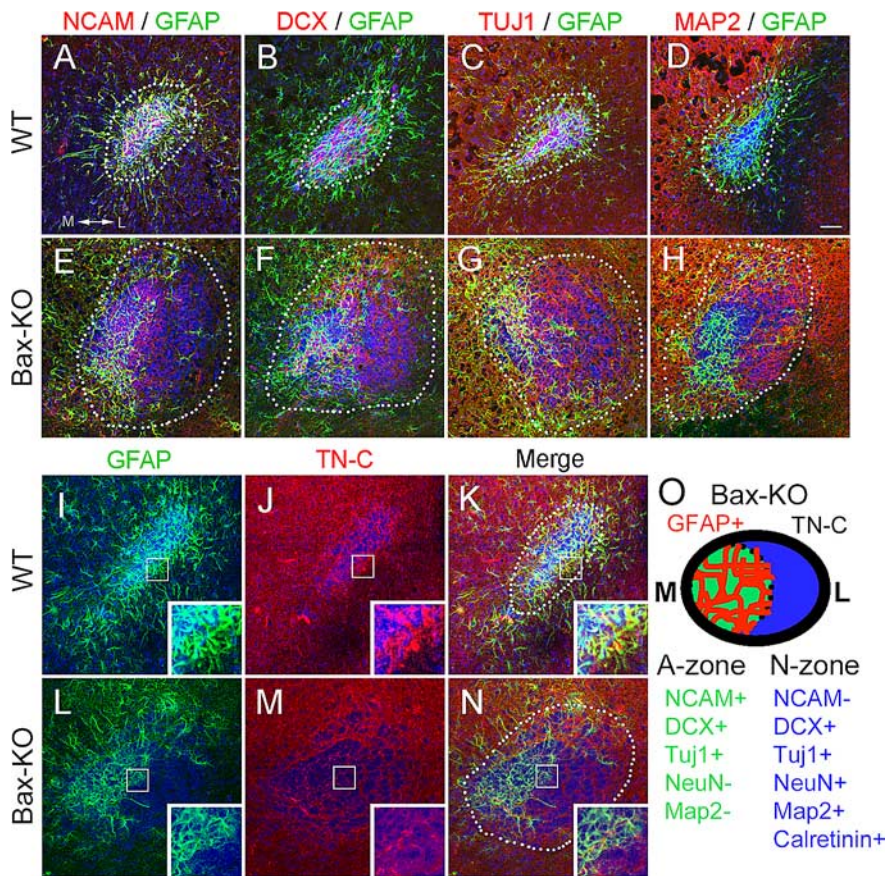 NCAM / GFAP DCX / GFAP TUJ1 / GFAP MAP2 / GFAP
WT A B C D
M L
Bax-KO E F G H
GFAP TN-C Merge
WT I J K
Bax-KO L M N
O Bax-KO
GFAP+ TN-C
M L
A-zone N-zone
NCAM+ NCAM-
DCX+ DCX+
Tuj1+ Tuj1+
NeuN- NeuN+
Map2- Map2+
Calretinin+